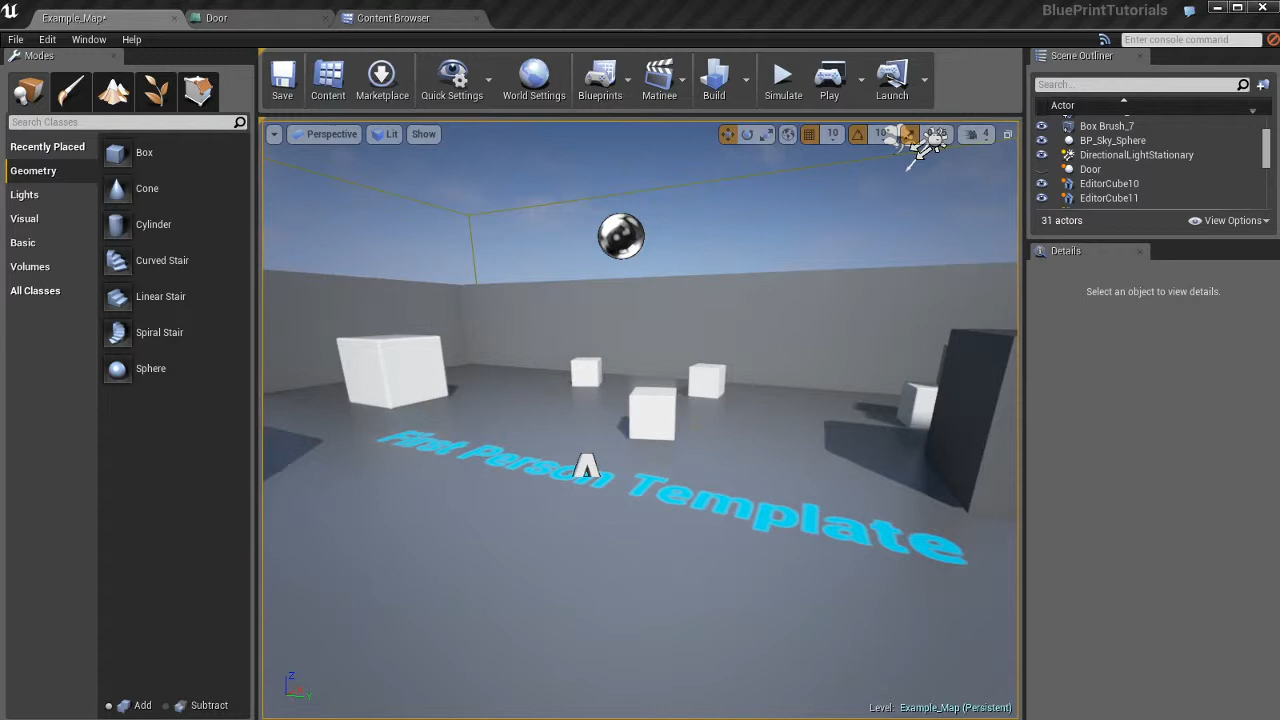 Example_Map*
Door
Content Browser
BluePrintTutorials
File Edit Window Help
Enter console command
Modes
Search Classes
Recently Placed
Geometry
Lights
Visual
Basic
Volumes
All Classes
Box
Cone
Cylinder
Curved Stair
Linear Stair
Spiral Stair
Sphere
Add
Subtract
Save
Content
Marketplace
Quick Settings
World Settings
Blueprints
Matinee
Build
Simulate
Play
Launch
Perspective
Lit
Show
10
4
First Person Template
Z
Y
Level: Example_Map (Persistent)
Scene Outliner
Search...
Actor
Box Brush_7
BP_Sky_Sphere
DirectionalLightStationary
Door
EditorCube10
EditorCube11
31 actors
View Options
Details
Select an object to view details.